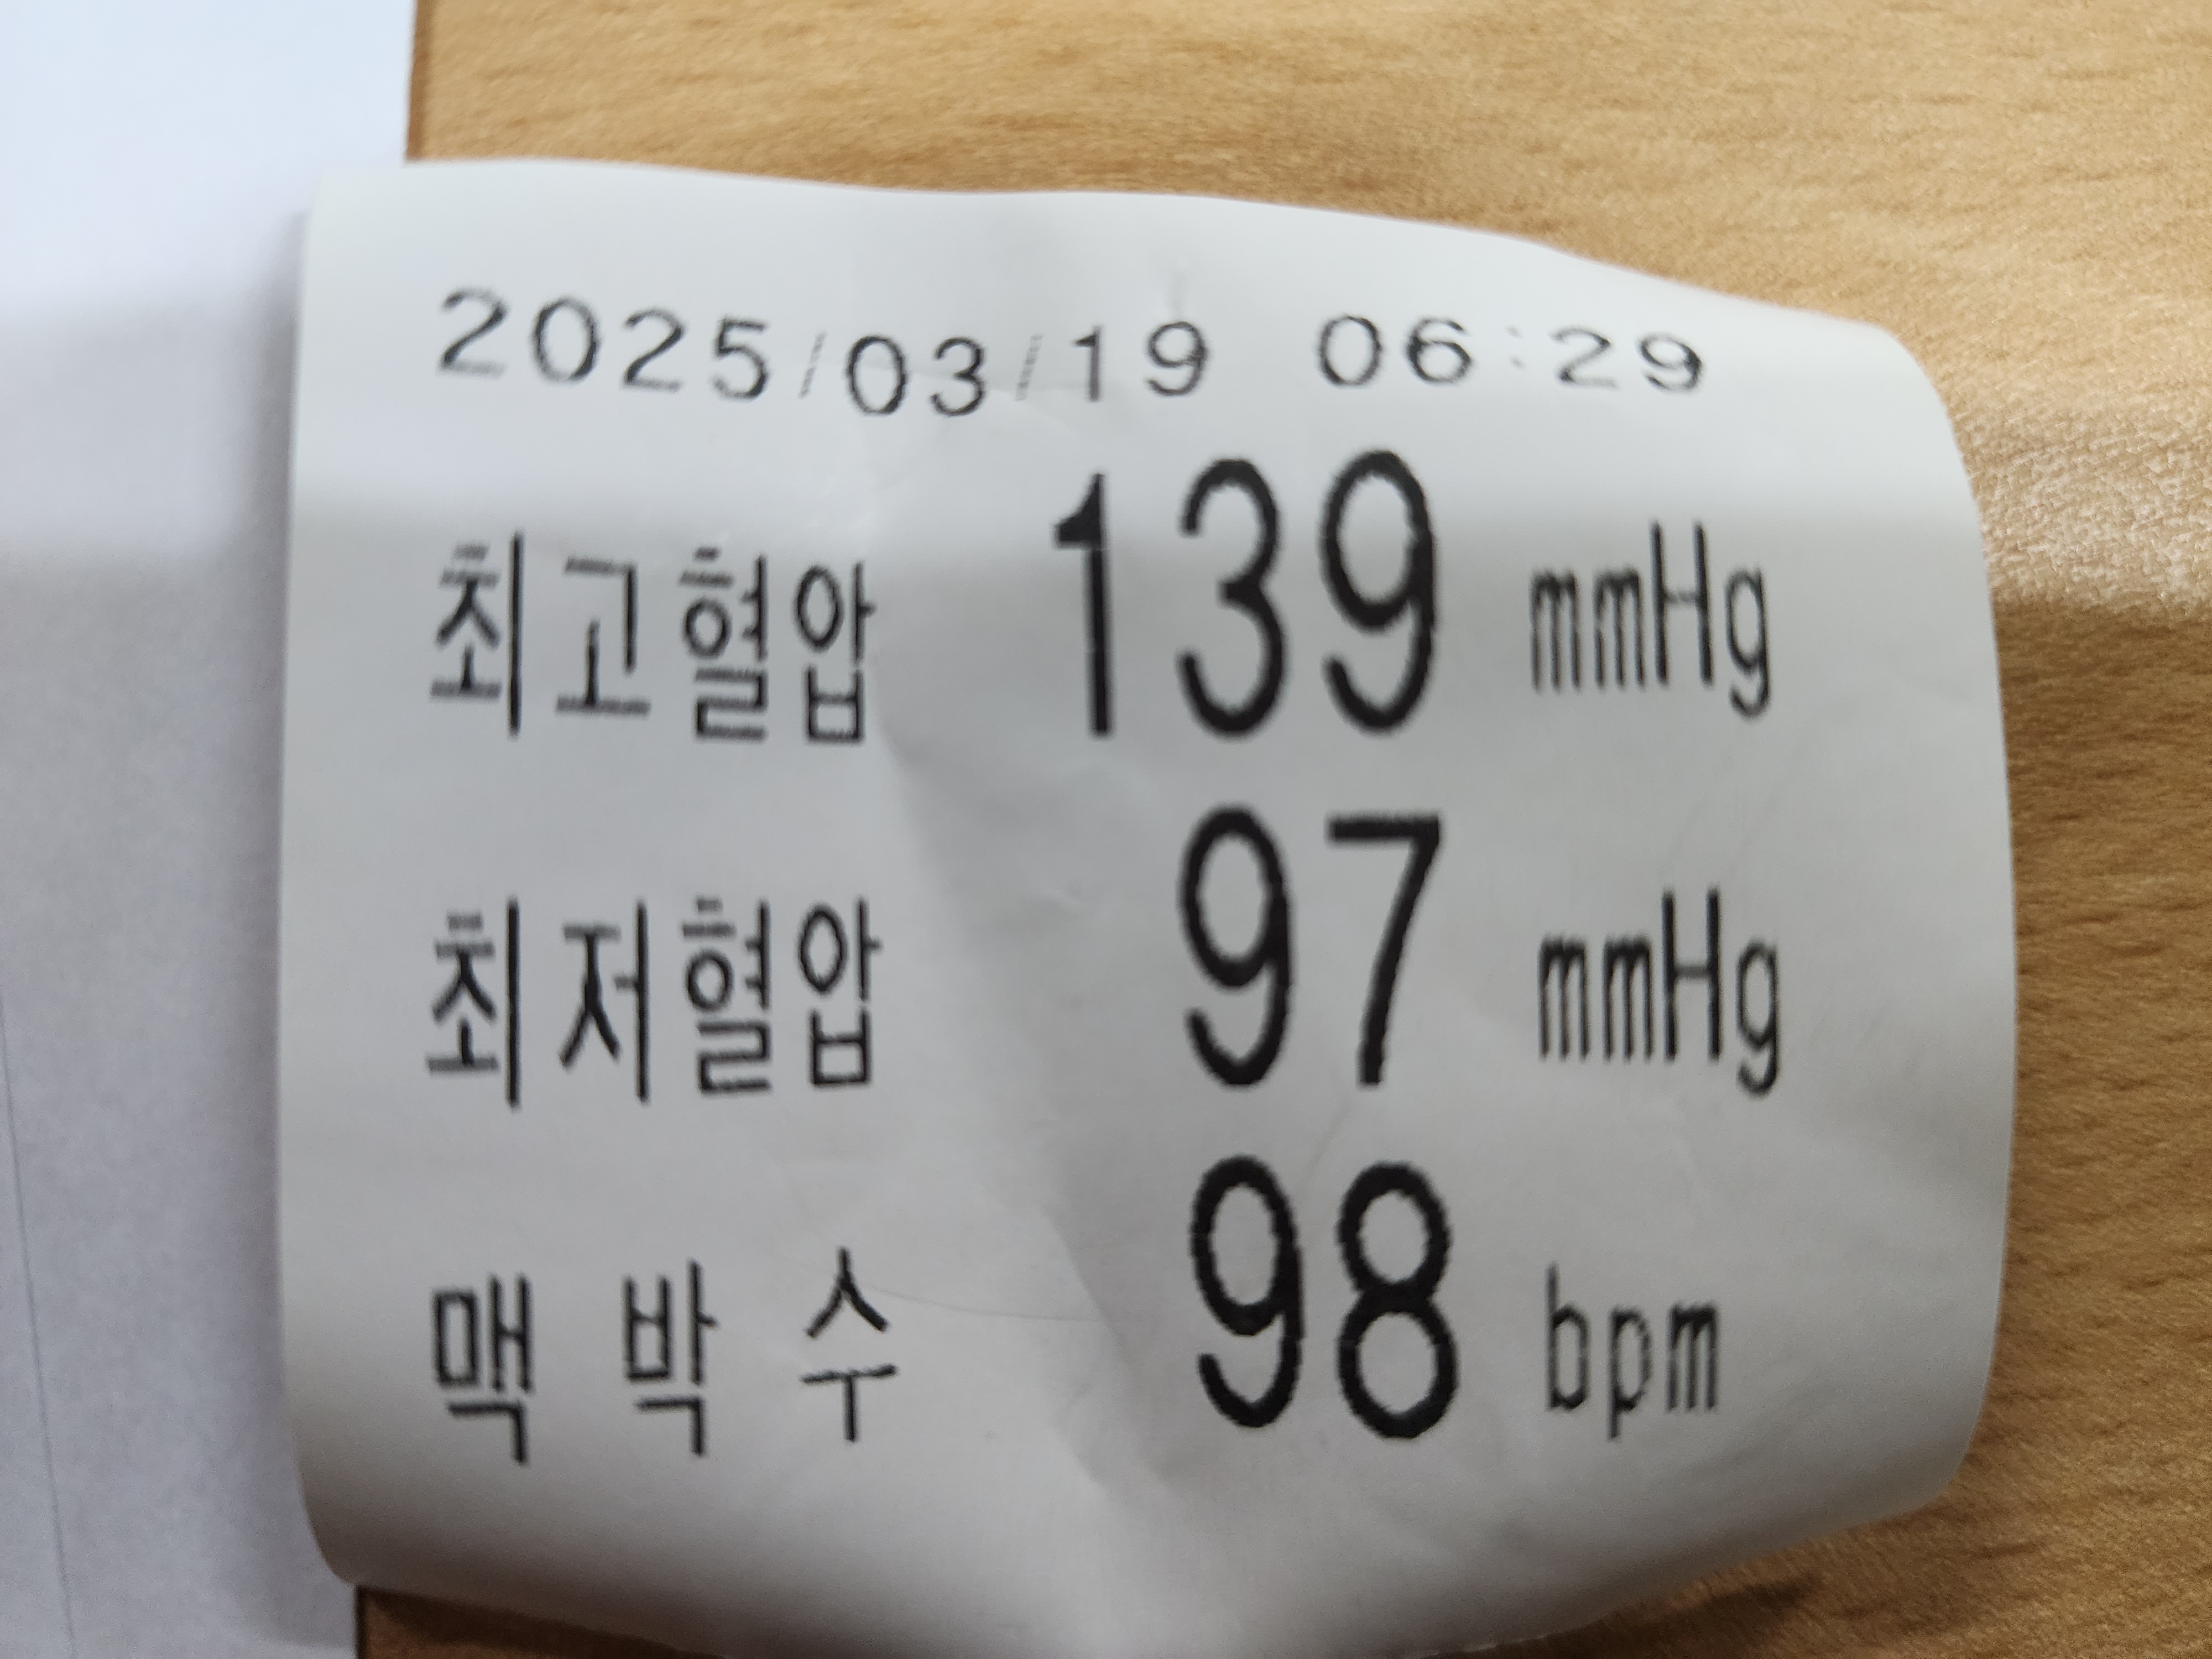 2025/03/19 06:29
최고혈압 139 mmHg
최저혈압 97 mmHg
맥박수 98 bpm